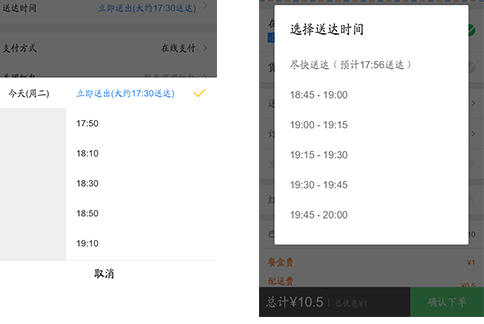 送达时间
立即送出(大约17:30送达)
支付方式
在线支付
今天(周二)
立即送出(大约17:30送达)
17:50
18:10
18:30
18:50
19:10
取消
选择送达时间
尽快送达(预计17:56送达)
18:45 - 19:00
19:00 - 19:15
19:15 - 19:30
19:30 - 19:45
19:45 - 20:00
餐盒费
¥1
配送费
¥0.5
总计¥10.5
已优惠¥1
确认下单